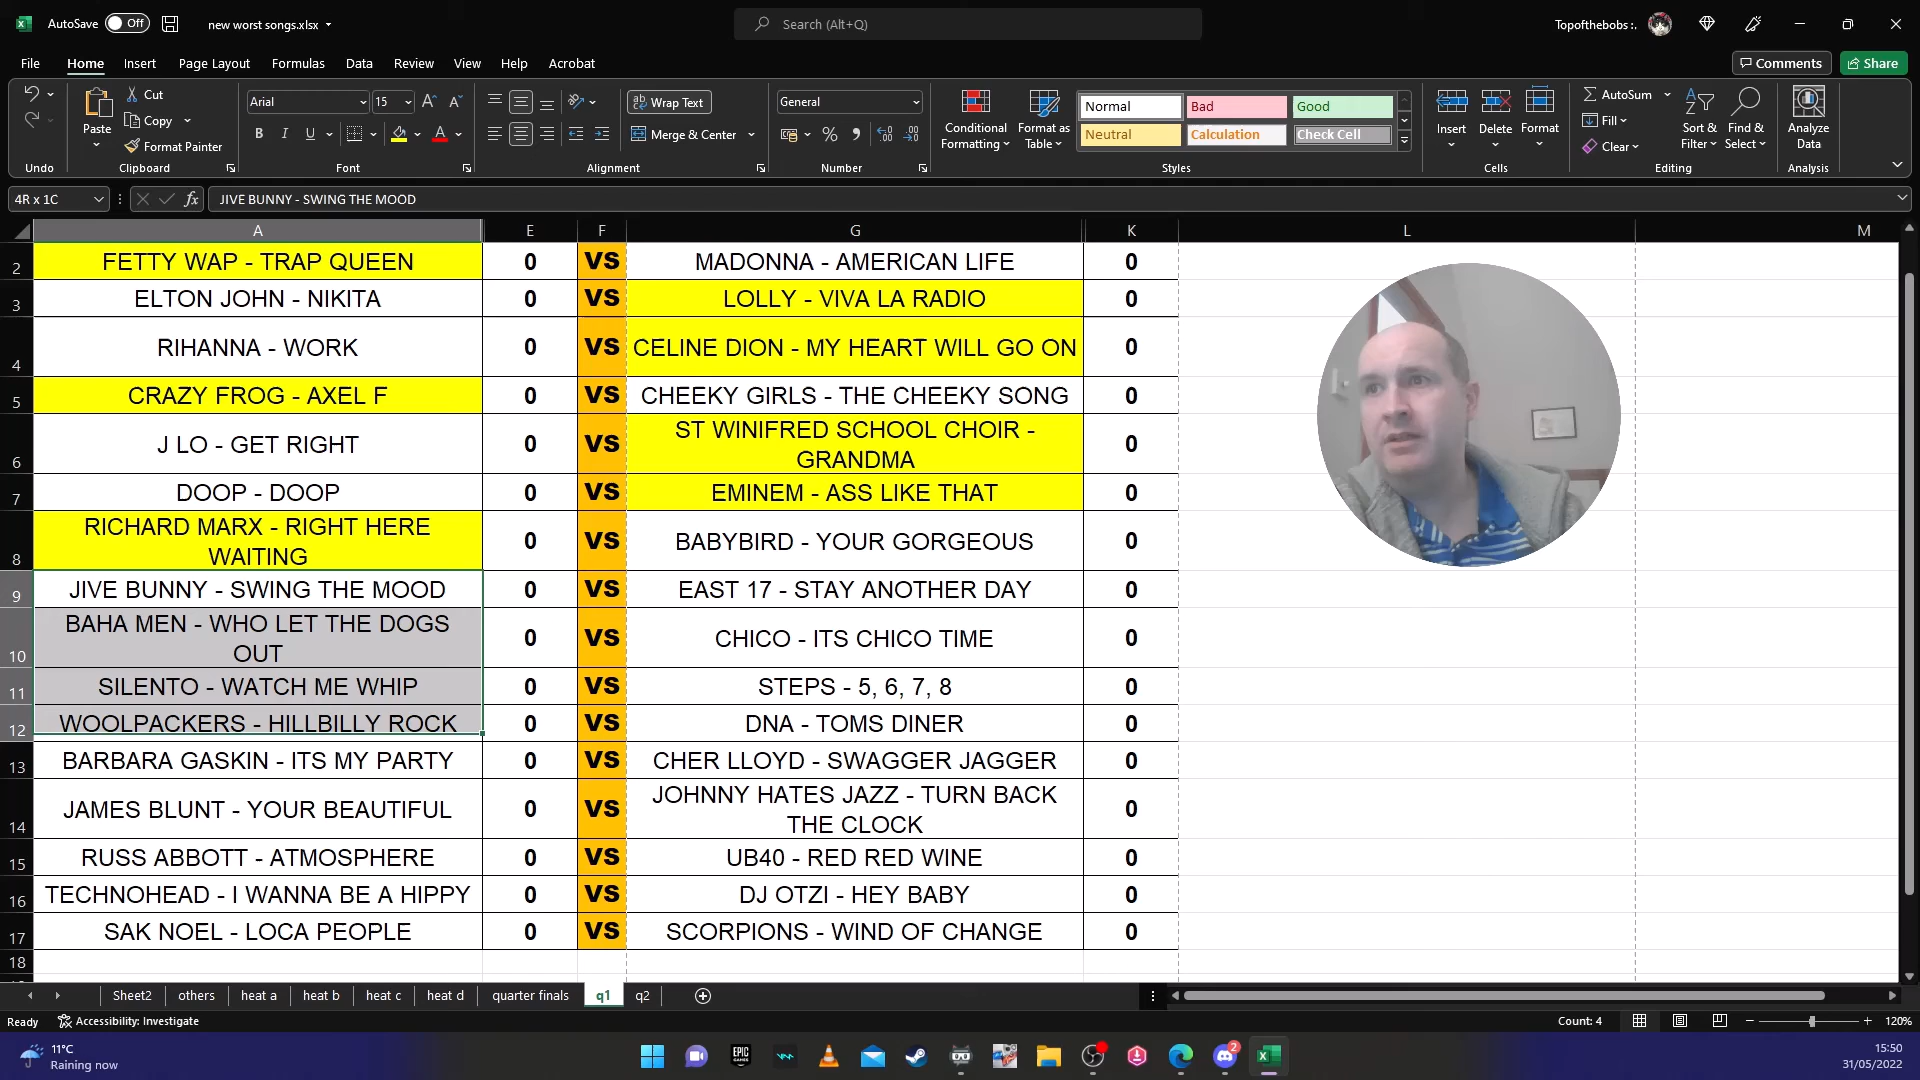 AutoSave Off new worst songs.xlsx Search (Alt+Q) Topofthebobs :.
File Home Insert Page Layout Formulas Data Review View Help Acrobat Comments Share
Cut
Copy
Format Painter
Paste
Arial 15
B I U
Wrap Text
Merge & Center
General
Conditional Formatting
Format as Table
Normal Bad Good
Neutral Calculation Check Cell
Insert Delete Format
AutoSum
Fill
Clear
Sort & Filter
Find & Select
Analyze Data
Undo Clipboard Font Alignment Number Styles Cells Editing Analysis
4R x 1C fx JIVE BUNNY - SWING THE MOOD
A E F G K L M
2 FETTY WAP - TRAP QUEEN 0 VS MADONNA - AMERICAN LIFE 0
3 ELTON JOHN - NIKITA 0 VS LOLLY - VIVA LA RADIO 0
4 RIHANNA - WORK 0 VS CELINE DION - MY HEART WILL GO ON 0
5 CRAZY FROG - AXEL F 0 VS CHEEKY GIRLS - THE CHEEKY SONG 0
6 J LO - GET RIGHT 0 VS ST WINIFRED SCHOOL CHOIR -
GRANDMA 0
7 DOOP - DOOP 0 VS EMINEM - ASS LIKE THAT 0
8 RICHARD MARX - RIGHT HERE
WAITING 0 VS BABYBIRD - YOUR GORGEOUS 0
9 JIVE BUNNY - SWING THE MOOD 0 VS EAST 17 - STAY ANOTHER DAY 0
10 BAHA MEN - WHO LET THE DOGS
OUT 0 VS CHICO - ITS CHICO TIME 0
11 SILENTO - WATCH ME WHIP 0 VS STEPS - 5, 6, 7, 8 0
12 WOOLPACKERS - HILLBILLY ROCK 0 VS DNA - TOMS DINER 0
13 BARBARA GASKIN - ITS MY PARTY 0 VS CHER LLOYD - SWAGGER JAGGER 0
14 JAMES BLUNT - YOUR BEAUTIFUL 0 VS JOHNNY HATES JAZZ - TURN BACK
THE CLOCK 0
15 RUSS ABBOTT - ATMOSPHERE 0 VS UB40 - RED RED WINE 0
16 TECHNOHEAD - I WANNA BE A HIPPY 0 VS DJ OTZI - HEY BABY 0
17 SAK NOEL - LOCA PEOPLE 0 VS SCORPIONS - WIND OF CHANGE 0
18
Sheet2 others heat a heat b heat c heat d quarter finals q1 q2
Ready Accessibility: Investigate Count: 4 120%
11°C
Raining now
EPIC GAMES
2
15:50
31/05/2022